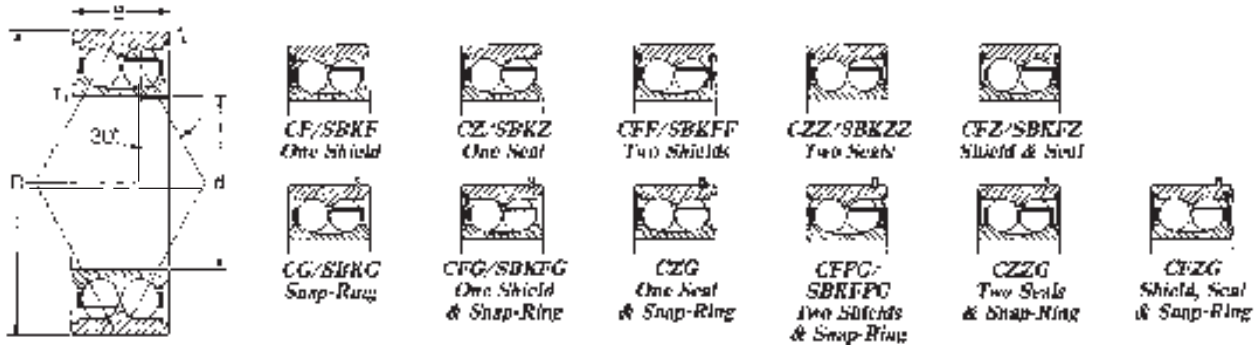 B
r
T
30°
D
d
CF/SBKF
One Shield
CZ/SBKZ
One Seal
CFF/SBKFF
Two Shields
CZZ/SBKZZ
Two Seals
CFZ/SBKFZ
Shield & Seal
CG/SBKG
Snap-Ring
CFG/SBKFG
One Shield
& Snap-Ring
CZG
One Seal
& Snap-Ring
CFFG/
SBKFFG
Two Shields
& Snap-Ring
CZZG
Two Seals
& Snap-Ring
CFZG
Shield, Seal
& Snap-Ring